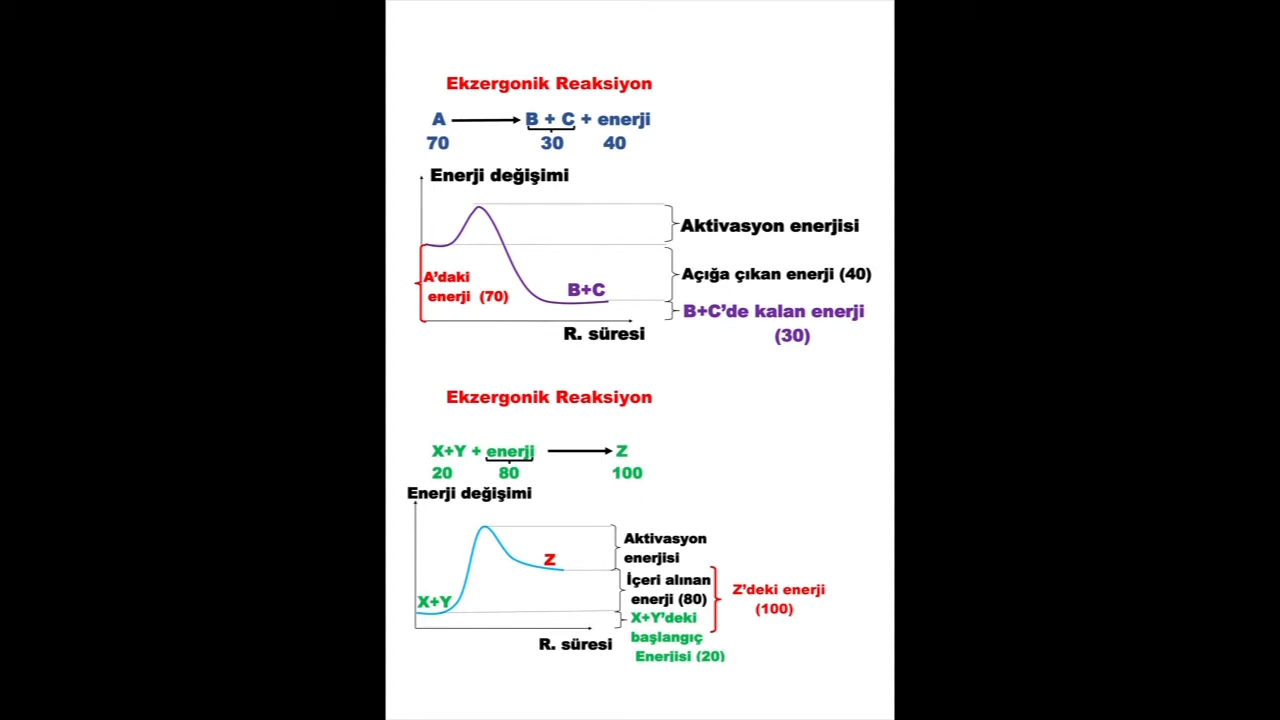 Ekzergonik Reaksiyon
A B + C + enerji
70 30 40
Enerji değişimi
Aktivasyon enerjisi
A’daki
enerji (70)
Açığa çıkan enerji (40)
B+C
B+C’de kalan enerji
(30)
R. süresi
Ekzergonik Reaksiyon
X+Y + enerji Z
20 80 100
Enerji değişimi
Aktivasyon
enerjisi
Z
İçeri alınan
enerji (80)
Z’deki enerji
(100)
X+Y
X+Y’deki
başlangıç
Enerjisi (20)
R. süresi